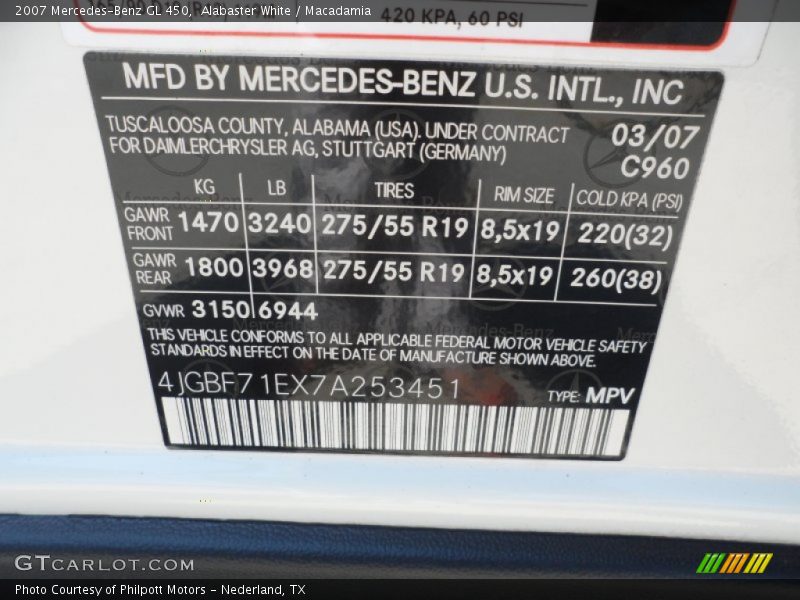 2007 Mercedes-Benz GL 450, Alabaster White / Macadamia
420 KPA, 60 PSI
MFD BY MERCEDES-BENZ U.S. INTL., INC
TUSCALOOSA COUNTY, ALABAMA (USA). UNDER CONTRACT 03/07
FOR DAIMLERCHRYSLER AG, STUTTGART (GERMANY) C960
KG LB TIRES RIM SIZE COLD KPA (PSI)
GAWR FRONT 1470 3240 275/55 R19 8,5x19 220(32)
GAWR REAR 1800 3968 275/55 R19 8,5x19 260(38)
GVWR 3150 6944
THIS VEHICLE CONFORMS TO ALL APPLICABLE FEDERAL MOTOR VEHICLE SAFETY
STANDARDS IN EFFECT ON THE DATE OF MANUFACTURE SHOWN ABOVE.
4JGBF71EX7A253451 TYPE: MPV
GTCARLOT.COM
Photo Courtesy of Philpott Motors - Nederland, TX